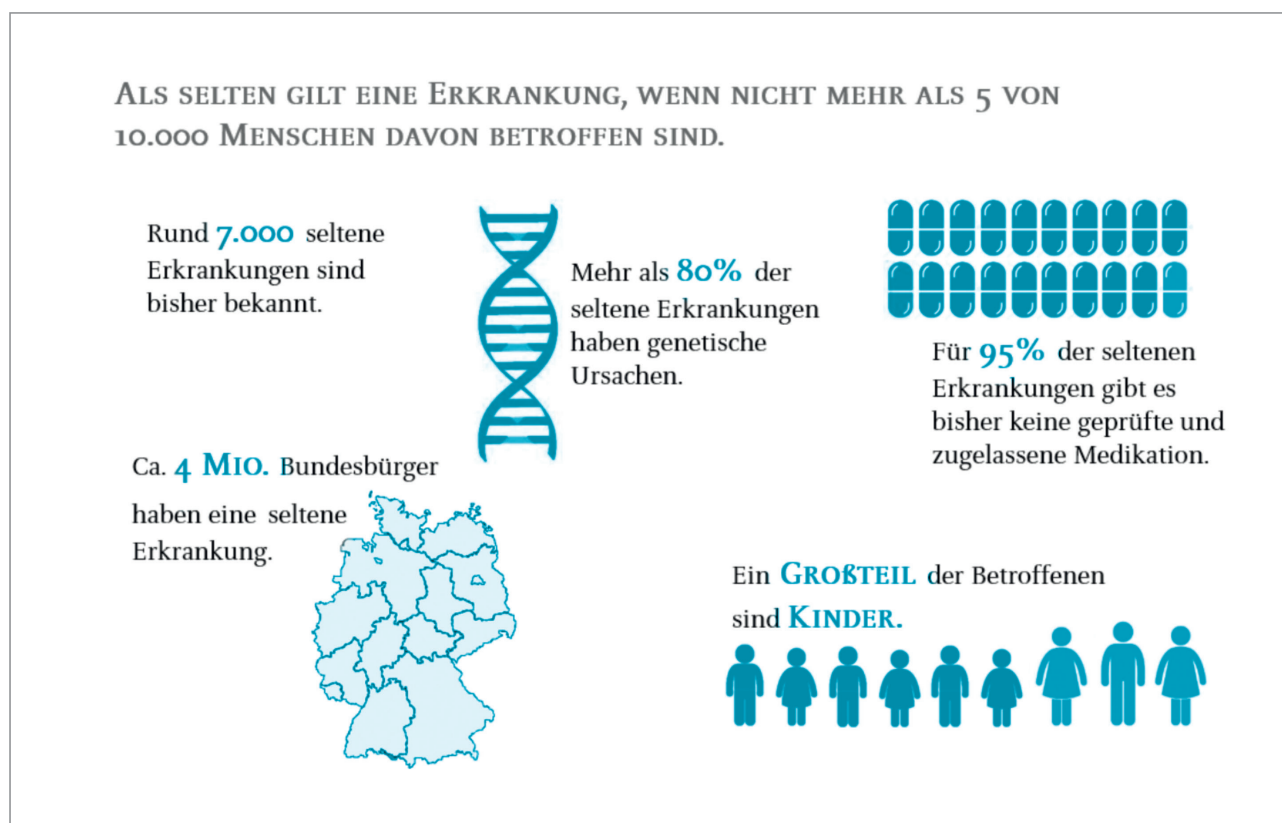 ALS SELTEN GILT EINE ERKRANKUNG, WENN NICHT MEHR ALS 5 VON
10.000 MENSCHEN DAVON BETROFFEN SIND.
Rund 7.000 seltene
Erkrankungen sind
bisher bekannt.
Mehr als 80% der
seltene Erkrankungen
haben genetische
Ursachen.
Für 95% der seltenen
Erkrankungen gibt es
bisher keine geprüfte und
zugelassene Medikation.
Ca. 4 MIO. Bundesbürger
haben eine seltene
Erkrankung.
Ein GROßTEIL der Betroffenen
sind KINDER.